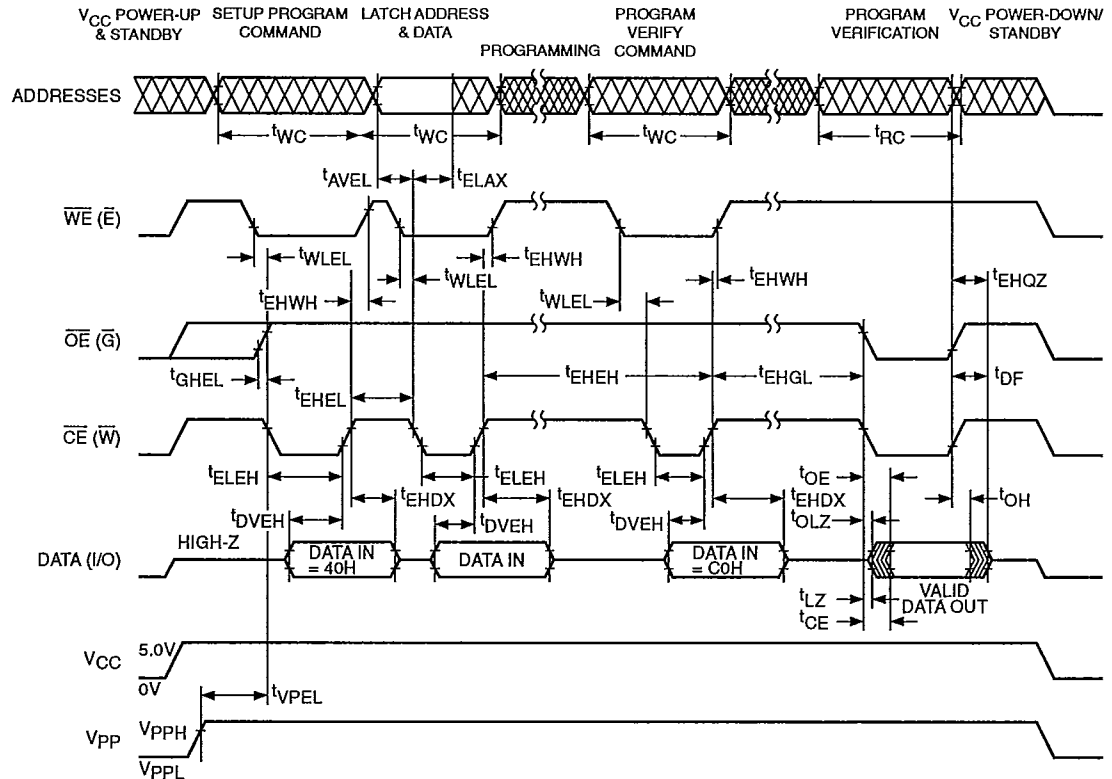 VCC POWER-UP
& STANDBY
SETUP PROGRAM
COMMAND
LATCH ADDRESS
& DATA
PROGRAMMING
PROGRAM
VERIFY
COMMAND
PROGRAM
VERIFICATION
VCC POWER-DOWN/
STANDBY
ADDRESSES
tWC
tWC
tWC
tRC
tAVEL
tELAX
WE (E)
tWLEL
tEHWH
tWLEL
tEHWH
tWLEL
tEHWH
tEHQZ
OE (G)
tGHEL
tEHEL
tEHEH
tEHGL
tDF
CE (W)
tELEH
tEHDX
tELEH
tEHDX
tELEH
tEHDX
tOE
tOH
tDVEH
tDVEH
tDVEH
tOLZ
DATA (I/O)
HIGH-Z
DATA IN
= 40H
DATA IN
DATA IN
= C0H
VALID
DATA OUT
tLZ
tCE
VCC
5.0V
0V
tVPEL
VPP
VPPH
VPPL